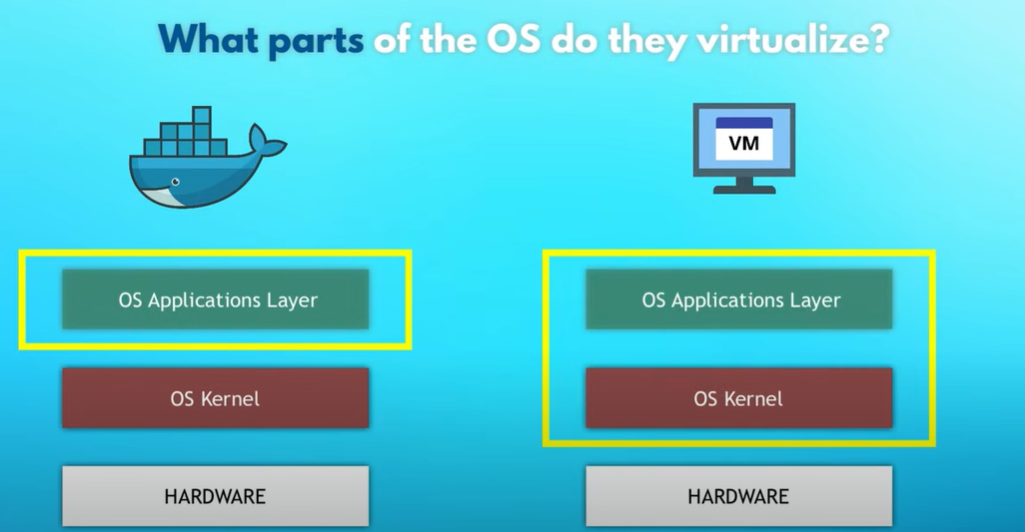 What parts of the OS do they virtualize?
VM
OS Applications Layer
OS Kernel
HARDWARE
OS Applications Layer
OS Kernel
HARDWARE